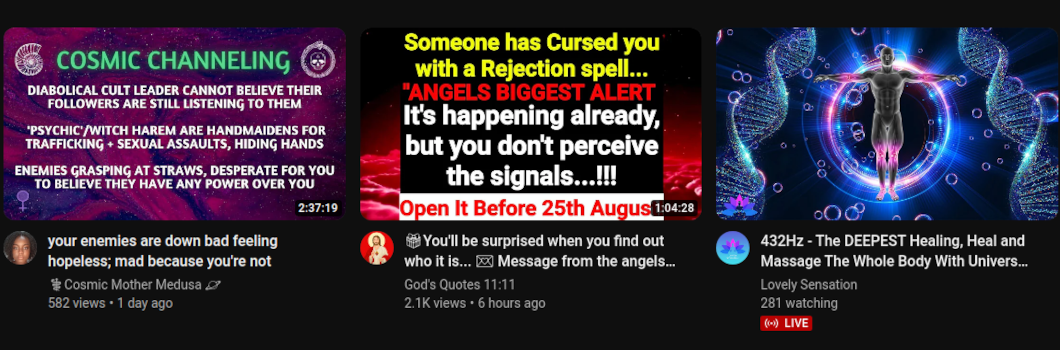 COSMIC CHANNELING
DIABOLICAL CULT LEADER CANNOT BELIEVE THEIR
FOLLOWERS ARE STILL LISTENING TO THEM
'PSYCHIC'/WITCH HAREM ARE HANDMAIDENS FOR
TRAFFICKING + SEXUAL ASSAULTS, HIDING HANDS
ENEMIES GRASPING AT STRAWS, DESPERATE FOR YOU
TO BELIEVE THEY HAVE ANY POWER OVER YOU
2:37:19
your enemies are down bad feeling
hopeless; mad because you're not
Cosmic Mother Medusa
582 views • 1 day ago
Someone has Cursed you
with a Rejection spell...
"ANGELS BIGGEST ALERT
It's happening already,
but you don't perceive
the signals...!!!
Open It Before 25th Augus
1:04:28
You'll be surprised when you find out
who it is... Message from the angels...
God's Quotes 11:11
2.1K views • 6 hours ago
432Hz - The DEEPEST Healing, Heal and
Massage The Whole Body With Univers...
Lovely Sensation
281 watching
LIVE